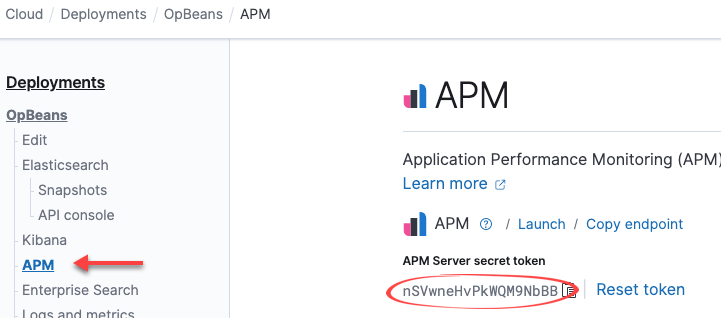 Cloud / Deployments / OpBeans / APM
Deployments
OpBeans
Edit
Elasticsearch
Snapshots
API console
Kibana
APM
Enterprise Search
Logs and metrics
APM
Application Performance Monitoring (APM)
Learn more
APM ? / Launch / Copy endpoint
APM Server secret token
nSVwneHvPkWQM9NbBB
Reset token